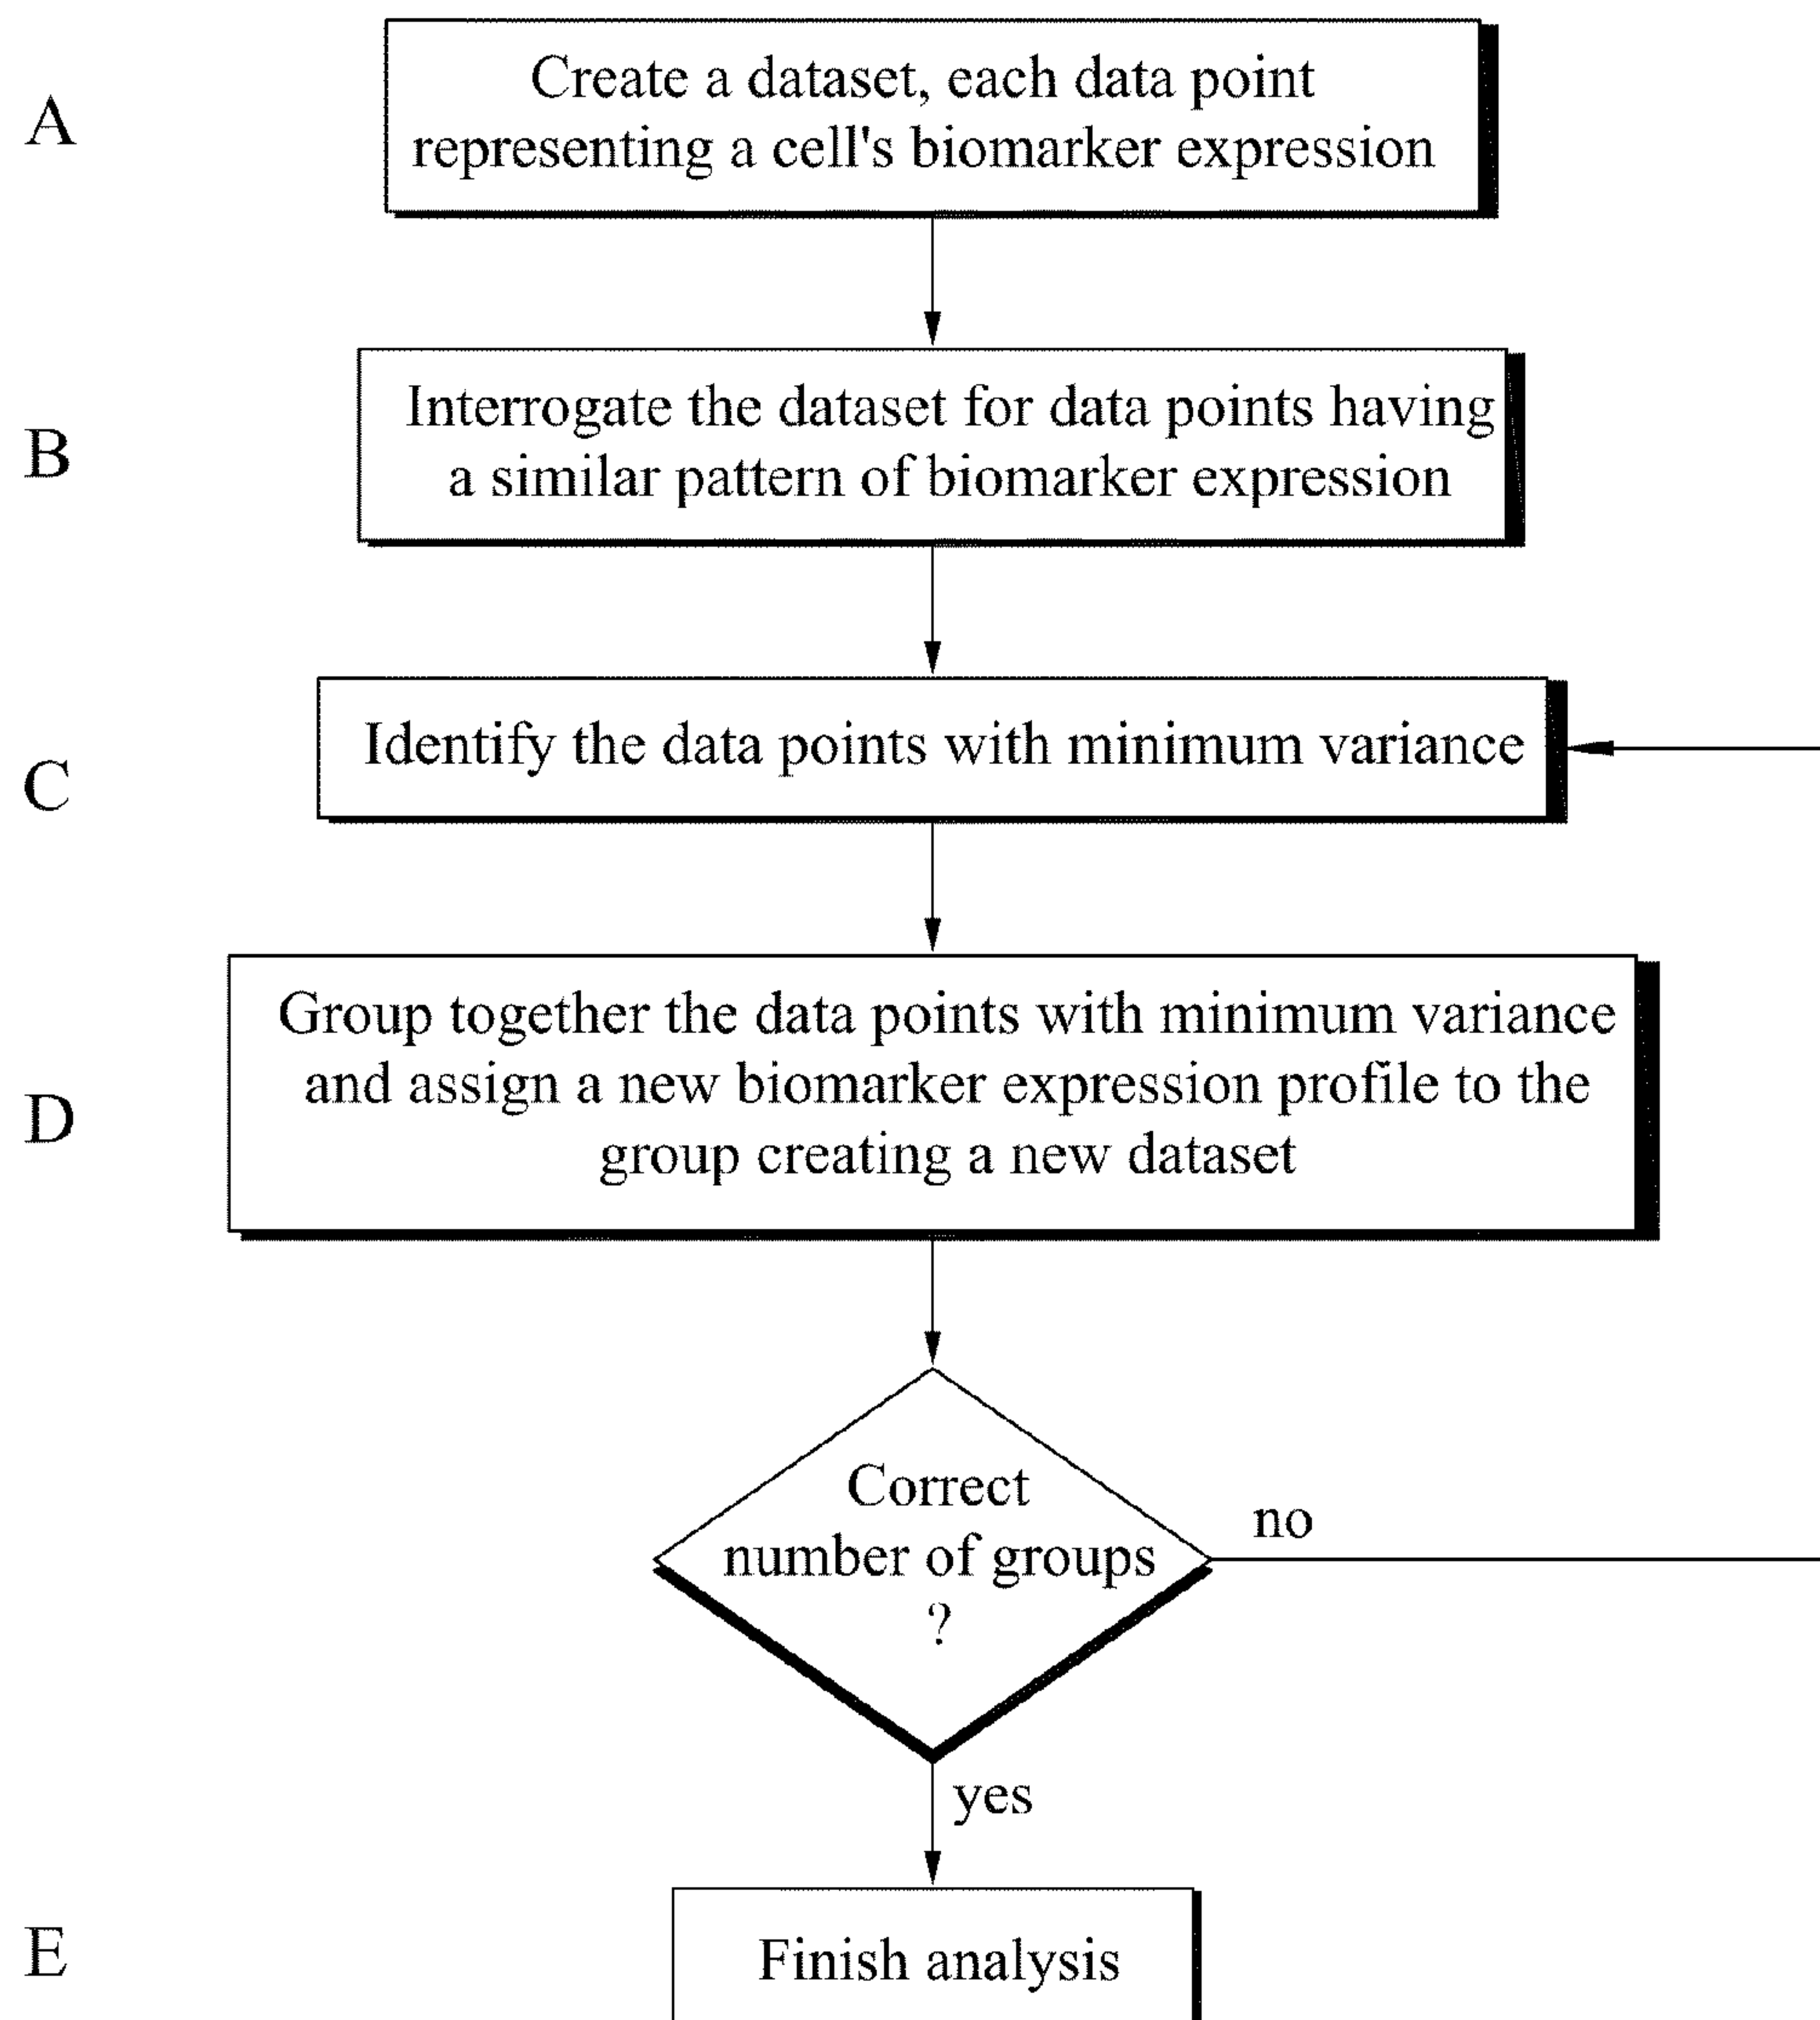 A
Create a dataset, each data point
representing a cell's biomarker expression
B
Interrogate the dataset for data points having
a similar pattern of biomarker expression
C
Identify the data points with minimum variance
D
Group together the data points with minimum variance
and assign a new biomarker expression profile to the
group creating a new dataset
Correct
number of groups
?
no
yes
E
Finish analysis